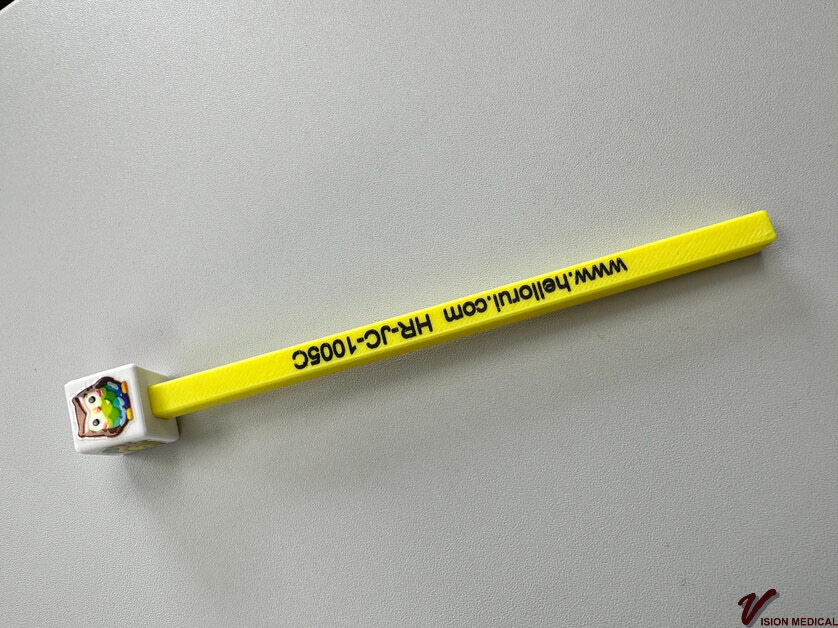 www.hellorui.com HR-JC-1005C
VISION MEDICAL